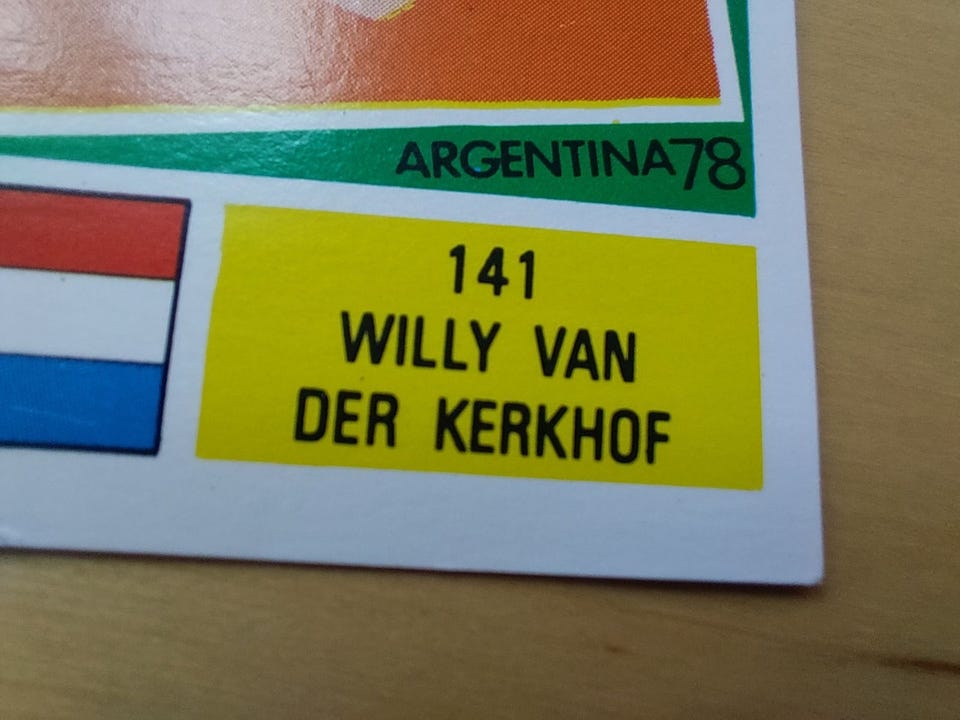 ARGENTINA78
141
WILLY VAN
DER KERKHOF